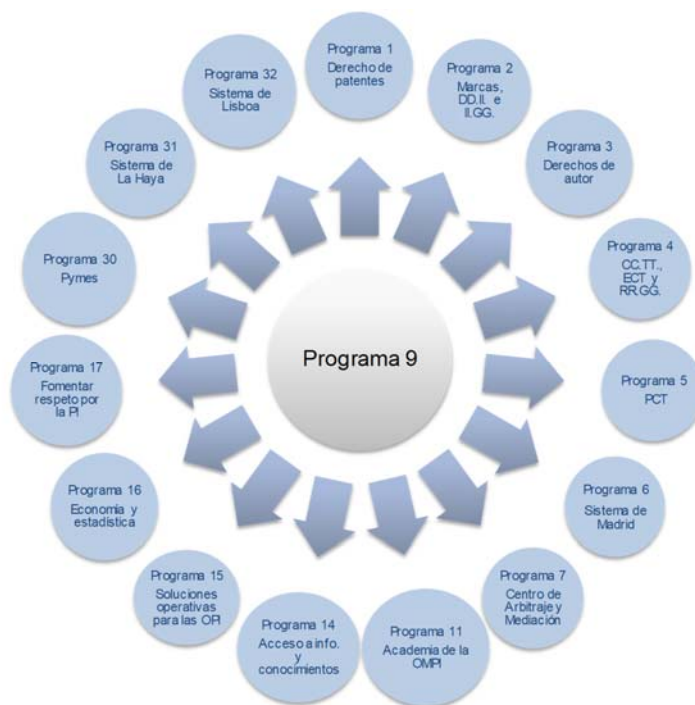 Programa 1
Derecho de
patentes
Programa 2
Marcas,
DD.II. e
II.GG.
Programa 3
Derechos de
autor
Programa 4
CC.TT.,
ECT y
RR.GG.
Programa 5
PCT
Programa 6
Sistema de
Madrid
Programa 7
Centro de
Arbitraje y
Mediación
Programa 11
Academia de la
OMPI
Programa 14
Acceso a info.
y
conocimientos
Programa 15
Soluciones
operativas
para las OPI
Programa 16
Economía y
estadística
Programa 17
Fomentar
respeto por
la PI
Programa 30
Pymes
Programa 31
Sistema de
La Haya
Programa 32
Sistema de
Lisboa
Programa 9